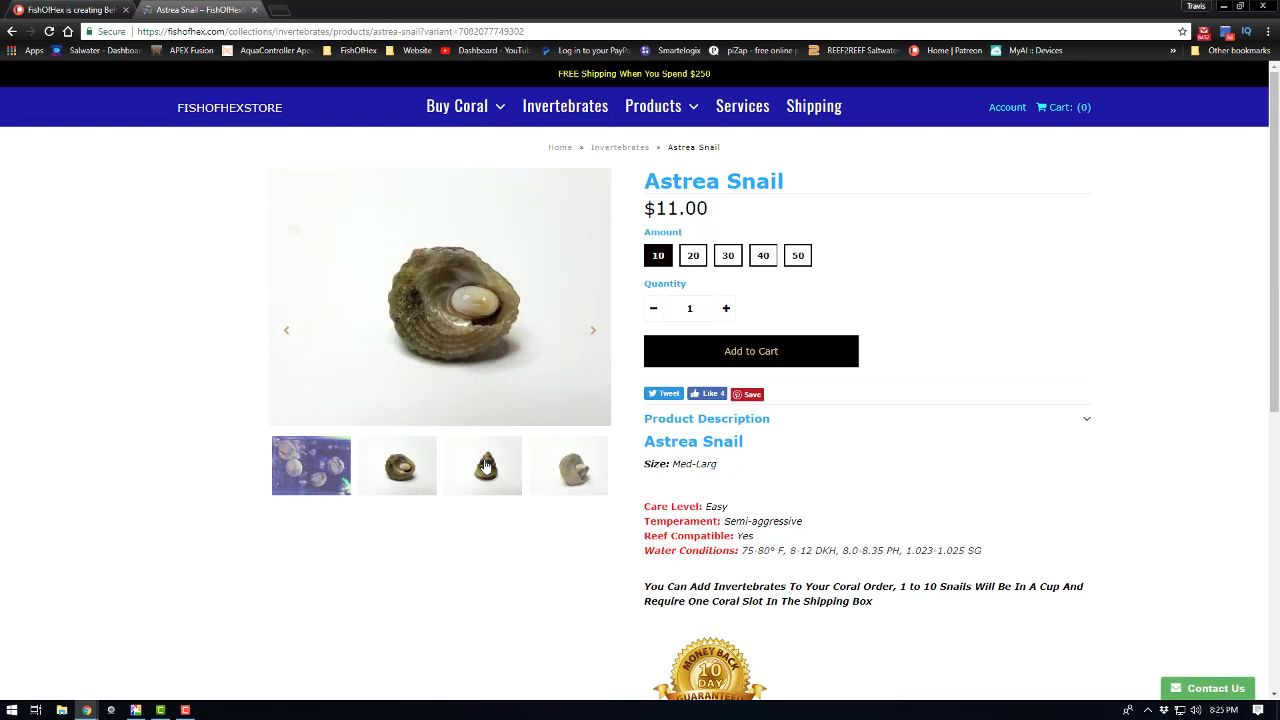 FishOfHex is creating Bel
Astrea Snail – FishOfHexS
Travis
Secure https://fishofhex.com/collections/invertebrates/products/astrea-snail?variant=7082077749302
Apps Salwater - Dashboar APEX Fusion AquaController Apex FishOfHex Website Dashboard - YouTu Log in to your PayPa Smartelogix piZap - free online p REEF2REEF Saltwate Home | Patreon MyAI :: Devices » Other bookmarks
FREE Shipping When You Spend $250
FISHOFHEXSTORE Buy Coral Invertebrates Products Services Shipping Account Cart: (0)
Home » Invertebrates » Astrea Snail
Astrea Snail
$11.00
Amount
10 20 30 40 50
Quantity
- 1 +
Add to Cart
Tweet Like 4 Save
Product Description
Astrea Snail
Size: Med-Larg
Care Level: Easy
Temperament: Semi-aggressive
Reef Compatible: Yes
Water Conditions: 75-80° F, 8-12 DKH, 8.0-8.35 PH, 1.023-1.025 SG
You Can Add Invertebrates To Your Coral Order, 1 to 10 Snails Will Be In A Cup And
Require One Coral Slot In The Shipping Box
MONEY BACK
10
DAY
GUARANTEED
Contact Us
8:25 PM